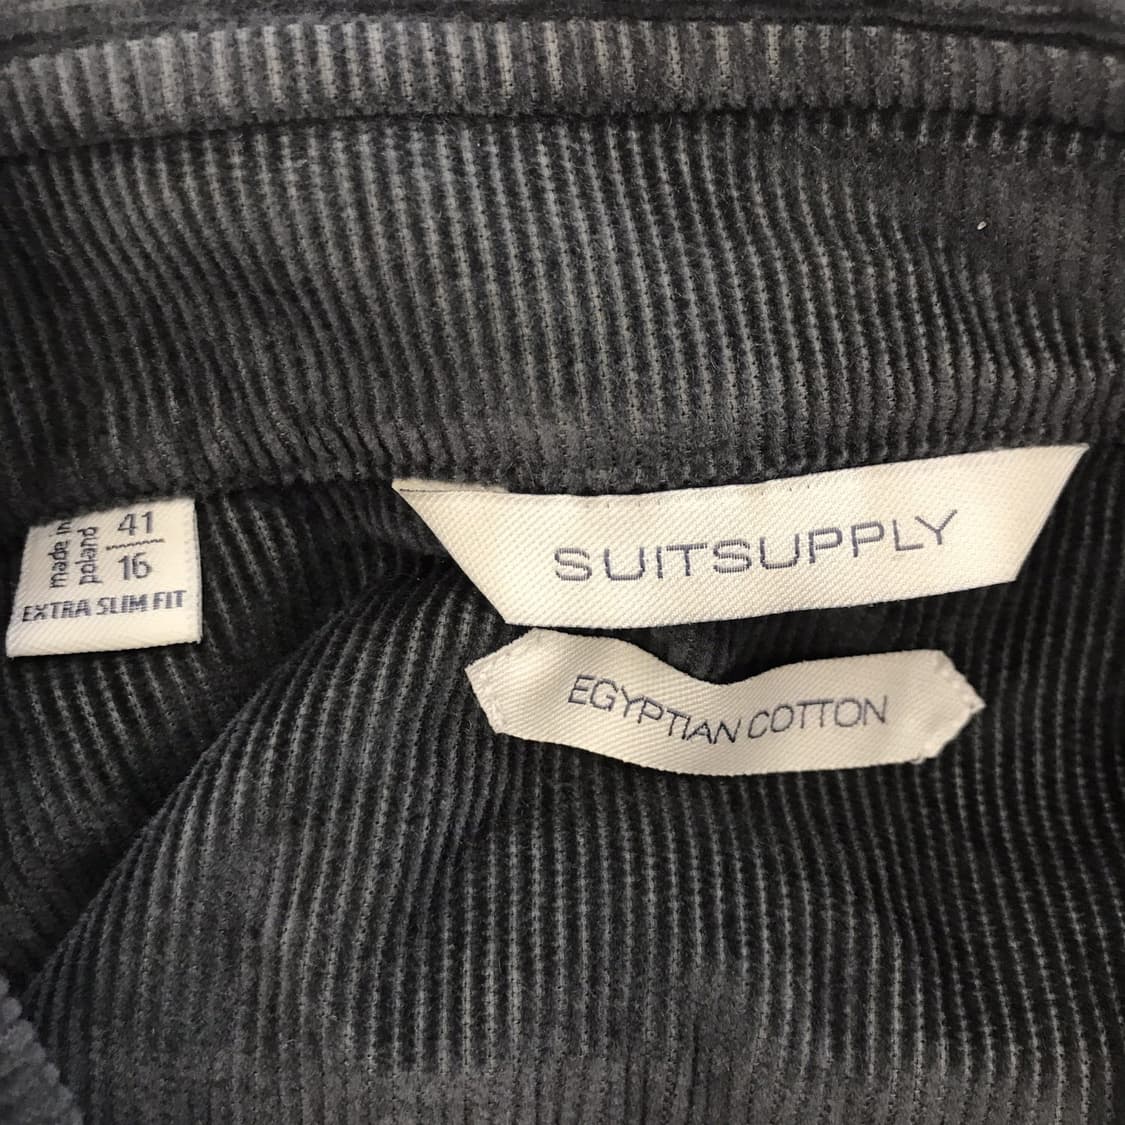 made in
poland
41
16
EXTRA SLIM FIT
SUITSUPPLY
EGYPTIAN COTTON